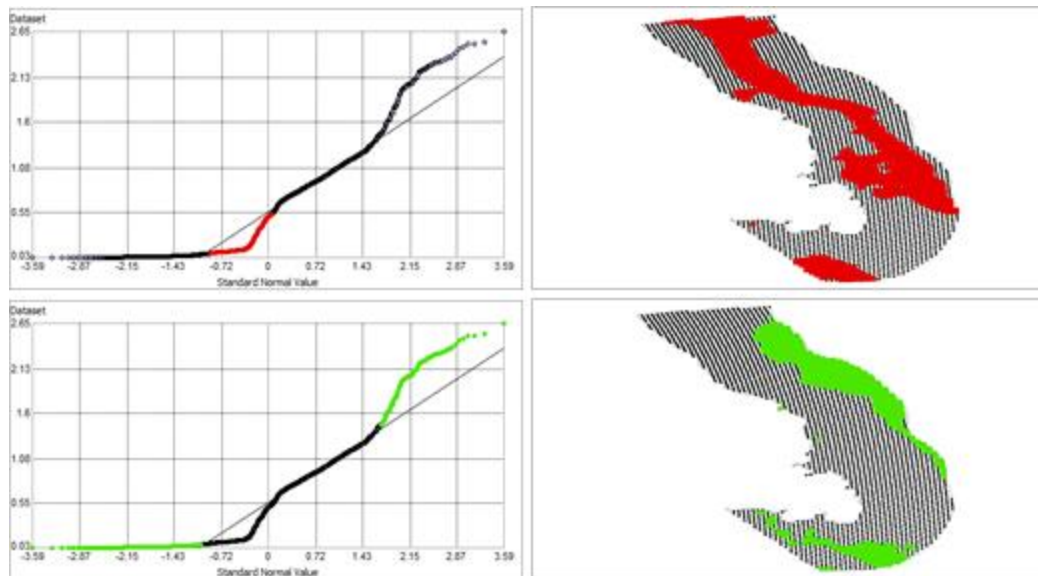 Dataset
2.65
2.13
1.6
1.08
0.55
0.03
-3.59 -2.87 -2.15 -1.43 -0.72 0 0.72 1.43 2.15 2.87 3.59
Standard Normal Value
Dataset
2.65
2.13
1.6
1.08
0.55
0.03
-3.59 -2.87 -2.15 -1.43 -0.72 0 0.72 1.43 2.15 2.87 3.59
Standard Normal Value